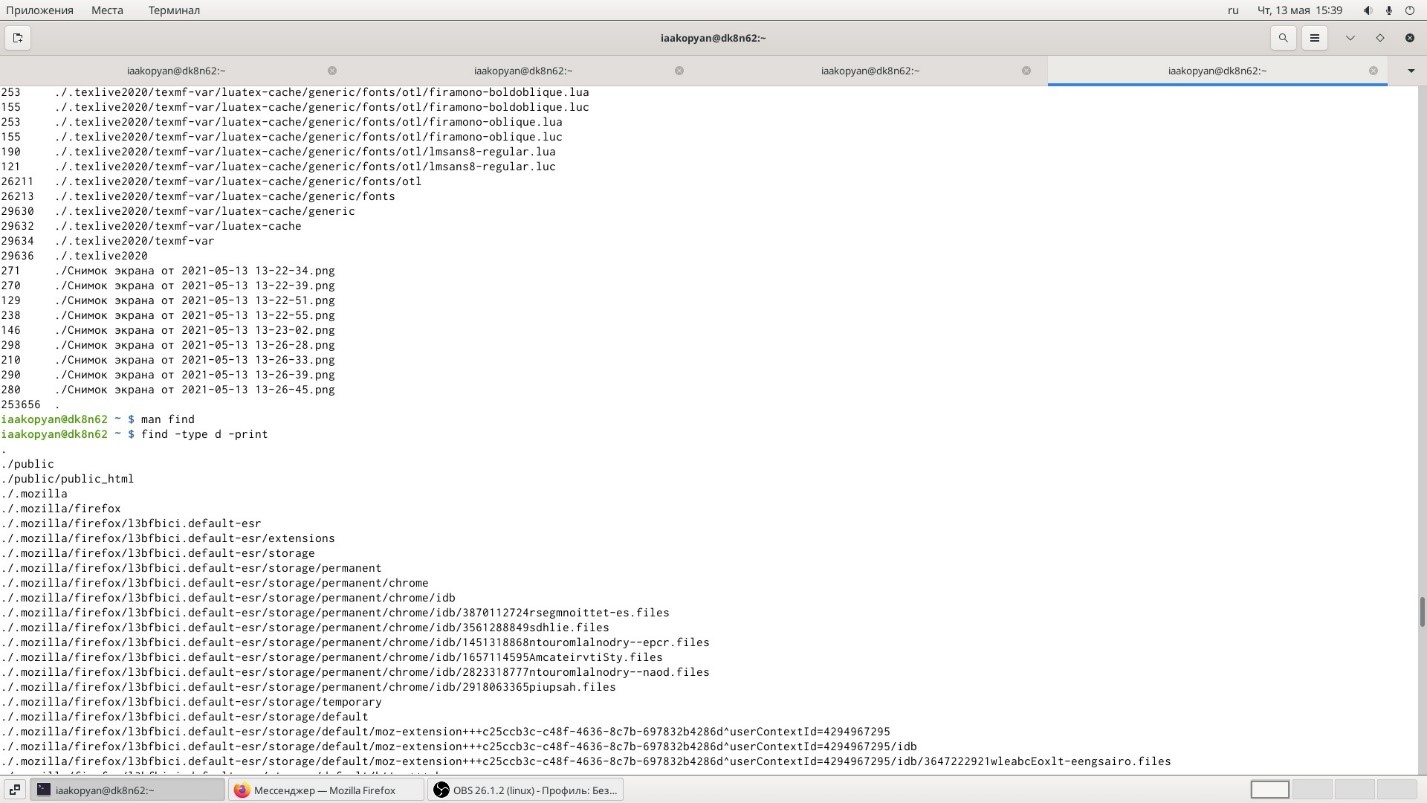 Приложения Места Терминал ru Чт, 13 мая 15:39
iaakopyan@dk8n62:~
iaakopyan@dk8n62:~ iaakopyan@dk8n62:~ iaakopyan@dk8n62:~ iaakopyan@dk8n62:~
253 ./.texlive2020/texmf-var/luatex-cache/generic/fonts/otl/firamono-boldoblique.lua
155 ./.texlive2020/texmf-var/luatex-cache/generic/fonts/otl/firamono-boldoblique.luc
253 ./.texlive2020/texmf-var/luatex-cache/generic/fonts/otl/firamono-oblique.lua
155 ./.texlive2020/texmf-var/luatex-cache/generic/fonts/otl/firamono-oblique.luc
190 ./.texlive2020/texmf-var/luatex-cache/generic/fonts/otl/lmsans8-regular.lua
121 ./.texlive2020/texmf-var/luatex-cache/generic/fonts/otl/lmsans8-regular.luc
26211 ./.texlive2020/texmf-var/luatex-cache/generic/fonts/otl
26213 ./.texlive2020/texmf-var/luatex-cache/generic/fonts
29630 ./.texlive2020/texmf-var/luatex-cache/generic
29632 ./.texlive2020/texmf-var/luatex-cache
29634 ./.texlive2020/texmf-var
29636 ./.texlive2020
271 ./Снимок экрана от 2021-05-13 13-22-34.png
270 ./Снимок экрана от 2021-05-13 13-22-39.png
129 ./Снимок экрана от 2021-05-13 13-22-51.png
238 ./Снимок экрана от 2021-05-13 13-22-55.png
146 ./Снимок экрана от 2021-05-13 13-23-02.png
298 ./Снимок экрана от 2021-05-13 13-26-28.png
210 ./Снимок экрана от 2021-05-13 13-26-33.png
290 ./Снимок экрана от 2021-05-13 13-26-39.png
280 ./Снимок экрана от 2021-05-13 13-26-45.png
253656 .
iaakopyan@dk8n62 ~ $ man find
iaakopyan@dk8n62 ~ $ find -type d -print
.
./public
./public/public_html
./.mozilla
./.mozilla/firefox
./.mozilla/firefox/l3bfbici.default-esr
./.mozilla/firefox/l3bfbici.default-esr/extensions
./.mozilla/firefox/l3bfbici.default-esr/storage
./.mozilla/firefox/l3bfbici.default-esr/storage/permanent
./.mozilla/firefox/l3bfbici.default-esr/storage/permanent/chrome
./.mozilla/firefox/l3bfbici.default-esr/storage/permanent/chrome/idb
./.mozilla/firefox/l3bfbici.default-esr/storage/permanent/chrome/idb/3870112724rsegmnoittet-es.files
./.mozilla/firefox/l3bfbici.default-esr/storage/permanent/chrome/idb/3561288849sdhlie.files
./.mozilla/firefox/l3bfbici.default-esr/storage/permanent/chrome/idb/1451318868ntouromlalnodry--epcr.files
./.mozilla/firefox/l3bfbici.default-esr/storage/permanent/chrome/idb/1657114595AmcateirvtiSty.files
./.mozilla/firefox/l3bfbici.default-esr/storage/permanent/chrome/idb/2823318777ntouromlalnodry--naod.files
./.mozilla/firefox/l3bfbici.default-esr/storage/permanent/chrome/idb/2918063365piupsah.files
./.mozilla/firefox/l3bfbici.default-esr/storage/temporary
./.mozilla/firefox/l3bfbici.default-esr/storage/default
./.mozilla/firefox/l3bfbici.default-esr/storage/default/moz-extension+++c25ccb3c-c48f-4636-8c7b-697832b4286d^userContextId=4294967295
./.mozilla/firefox/l3bfbici.default-esr/storage/default/moz-extension+++c25ccb3c-c48f-4636-8c7b-697832b4286d^userContextId=4294967295/idb
./.mozilla/firefox/l3bfbici.default-esr/storage/default/moz-extension+++c25ccb3c-c48f-4636-8c7b-697832b4286d^userContextId=4294967295/idb/3647222921wleabcEoxlt-eengsairo.files
iaakopyan@dk8n62:~ Мессенджер — Mozilla Firefox OBS 26.1.2 (linux) - Профиль: Без...